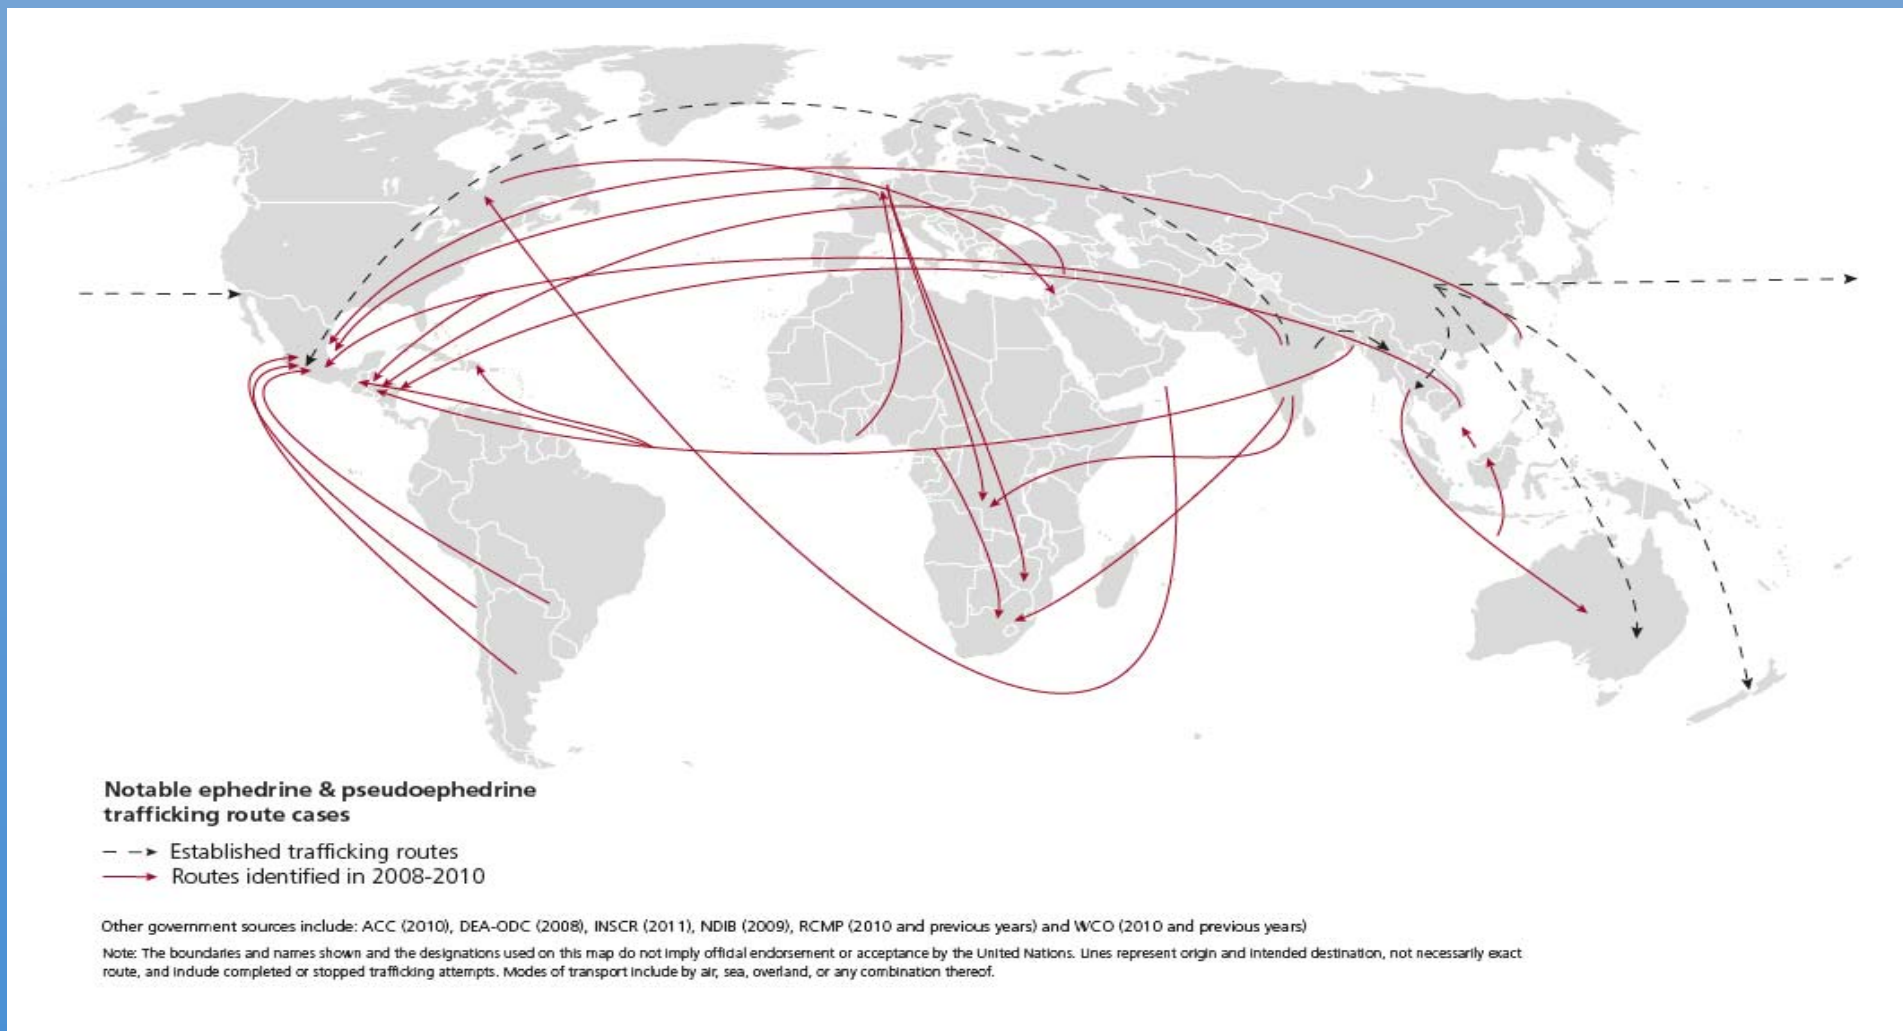 Notable ephedrine & pseudoephedrine
trafficking route cases
Established trafficking routes
Routes identified in 2008-2010
Other government sources include: ACC (2010), DEA-ODC (2008), INSCR (2011), NDIB (2009), RCMP (2010 and previous years) and WCO (2010 and previous years)
Note: The boundaries and names shown and the designations used on this map do not imply official endorsement or acceptance by the United Nations. Lines represent origin and intended destination, not necessarily exact
route, and include completed or stopped trafficking attempts. Modes of transport include by air, sea, overland, or any combination thereof.